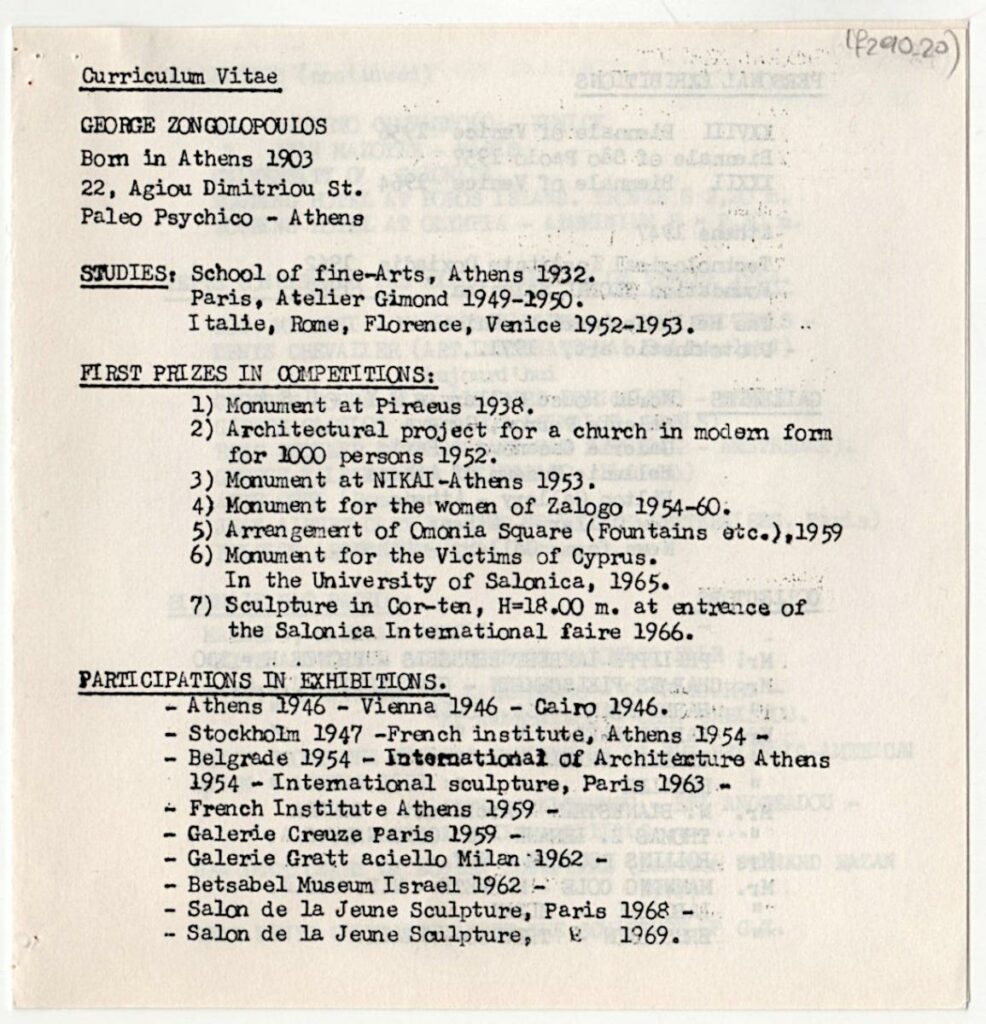 (f290-20)
Curriculum Vitae
GEORGE ZONGOLOPOULOS
Born in Athens 1903
22, Agiou Dimitriou St.
Paleo Psychico - Athens
STUDIES: School of fine-Arts, Athens 1932.
Paris, Atelier Gimond 1949-1950.
Italie, Rome, Florence, Venice 1952-1953.
FIRST PRIZES IN COMPETITIONS:
1) Monument at Piraeus 1938.
2) Architectural project for a church in modern form
for 1000 persons 1952.
3) Monument at NIKAI-Athens 1953.
4) Monument for the women of Zalogo 1954-60.
5) Arrangement of Omonia Square (Fountains etc.),1959
6) Monument for the Victims of Cyprus.
In the University of Salonica, 1965.
7) Sculpture in Cor-ten, H=18.00 m. at entrance of
the Salonica International faire 1966.
PARTICIPATIONS IN EXHIBITIONS.
- Athens 1946 - Vienna 1946 - Cairo 1946.
- Stockholm 1947 -French institute, Athens 1954 -
- Belgrade 1954 - International of Architecture Athens
1954 - International sculpture, Paris 1963 -
- French Institute Athens 1959 -
- Galerie Creuze Paris 1959 -
- Galerie Gratt aciello Milan 1962 -
- Betsabel Museum Israel 1962 -
- Salon de la Jeune Sculpture, Paris 1968 -
- Salon de la Jeune Sculpture, 1969.